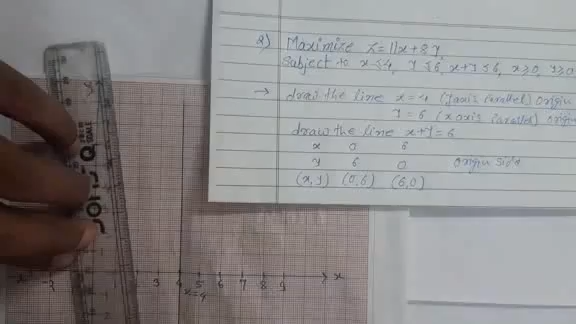 2) Maximise Z = 11x + 8y,
Subject to x ≤ 4, y ≤ 6, x + y ≤ 6, x ≥ 0, y ≥ 0
→ draw the line x = 4 (y axis parallel) origin
y = 6 (x axis parallel) origin
draw the line x + y = 6
x 0 6
y 6 0 origin side
(x, y) (0,6) (6,0)
3 4 5 6 7 8 9 x
x = 4